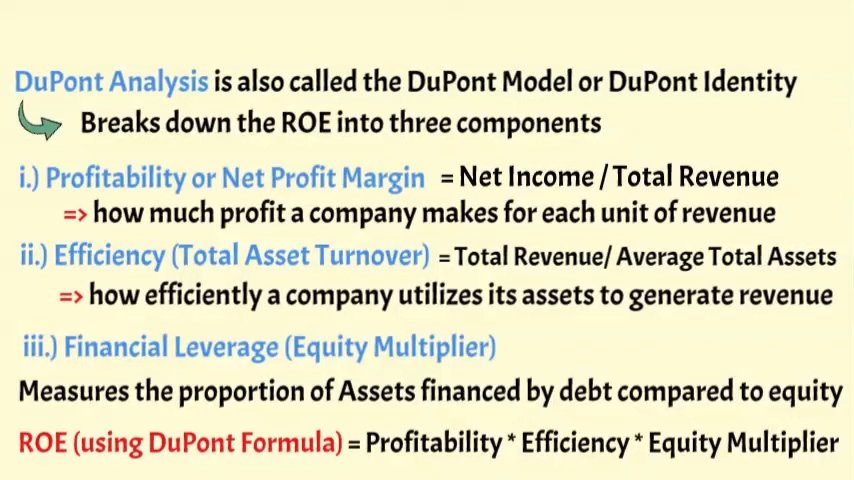 DuPont Analysis is also called the DuPont Model or DuPont Identity
Breaks down the ROE into three components
i.) Profitability or Net Profit Margin = Net Income / Total Revenue
=> how much profit a company makes for each unit of revenue
ii.) Efficiency (Total Asset Turnover) = Total Revenue/ Average Total Assets
=> how efficiently a company utilizes its assets to generate revenue
iii.) Financial Leverage (Equity Multiplier)
Measures the proportion of Assets financed by debt compared to equity
ROE (using DuPont Formula) = Profitability * Efficiency * Equity Multiplier